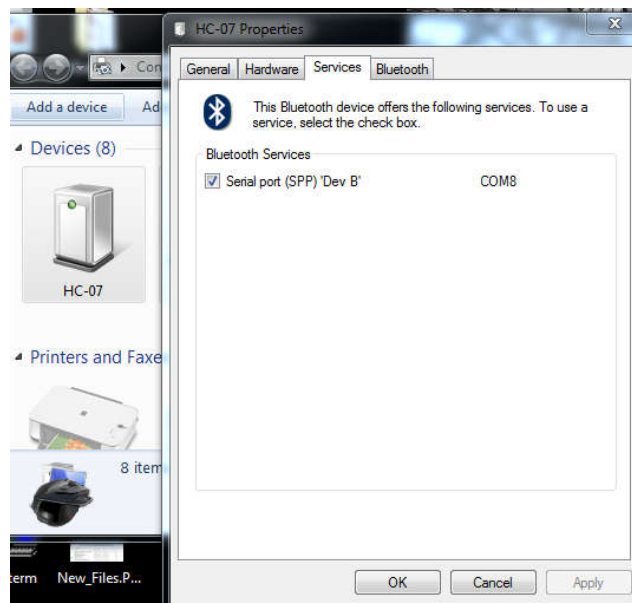 HC-07 Properties
Con
Add a device
Ad
Devices (8)
HC-07
Printers and Faxe
8 item
General
Hardware
Services
Bluetooth
This Bluetooth device offers the following services. To use a
service, select the check box.
Bluetooth Services
Serial port (SPP) 'Dev B'
COM8
OK
Cancel
Apply
term
New_Files.P...